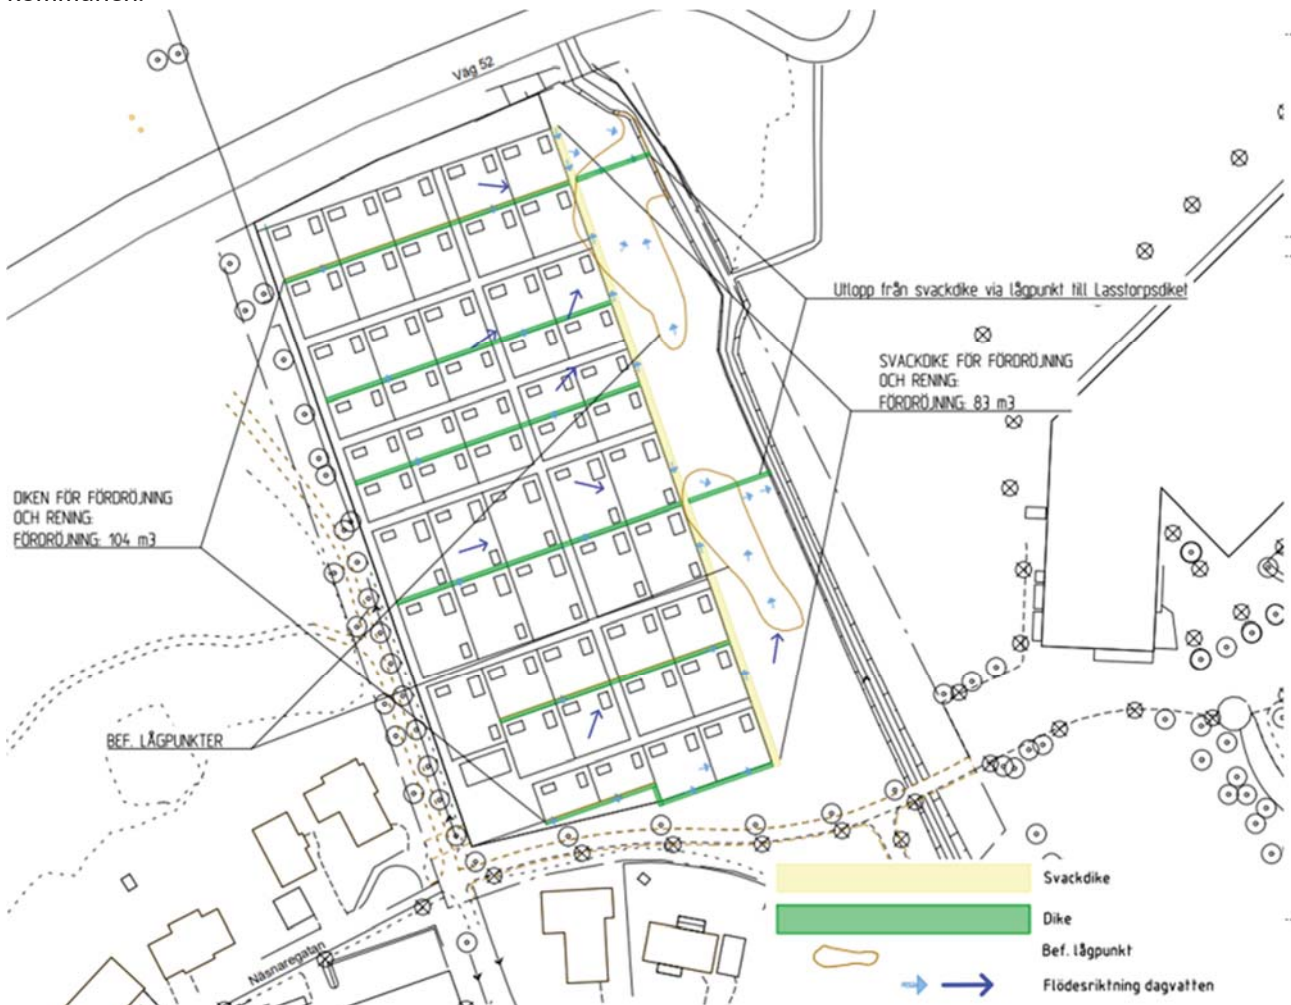 kommunen.
Väg 52
Utlopp från svackdike via lågpunkt till Lasstorpsdiket
SVACKDIKE FÖR FÖRDRÖJNING
OCH RENING:
FÖRDRÖJNING: 83 m3
DIKEN FÖR FÖRDRÖJNING
OCH RENING:
FÖRDRÖJNING: 104 m3
BEF. LÅGPUNKTER
Näsnaregatan
Svackdike
Dike
Bef. lågpunkt
Flödesriktning dagvatten